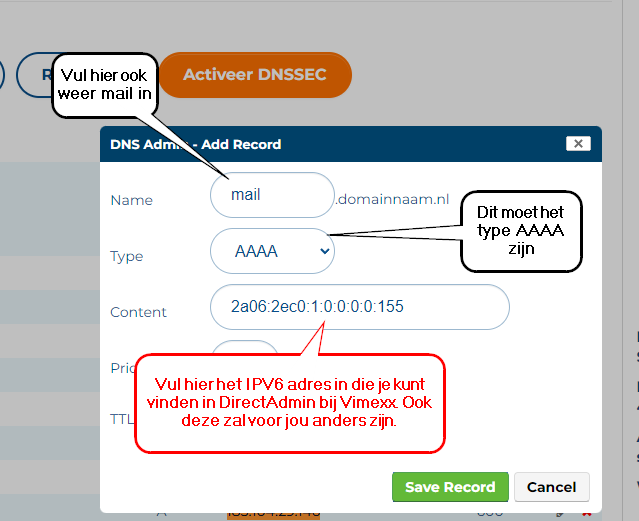 R
Activeer DNSSEC
Vul hier ook
weer mail in
DNS Admin - Add Record
Name
mail
.domainnaam.nl
Dit moet het
type AAAA
zijn
Type
AAAA
Content
2a06:2ec0:1:0:0:0:0:155
Prio
Vul hier het IPV6 adres in die je kunt
vinden in DirectAdmin bij Vimexx. Ook
deze zal voor jou anders zijn.
TTL
Save Record
Cancel